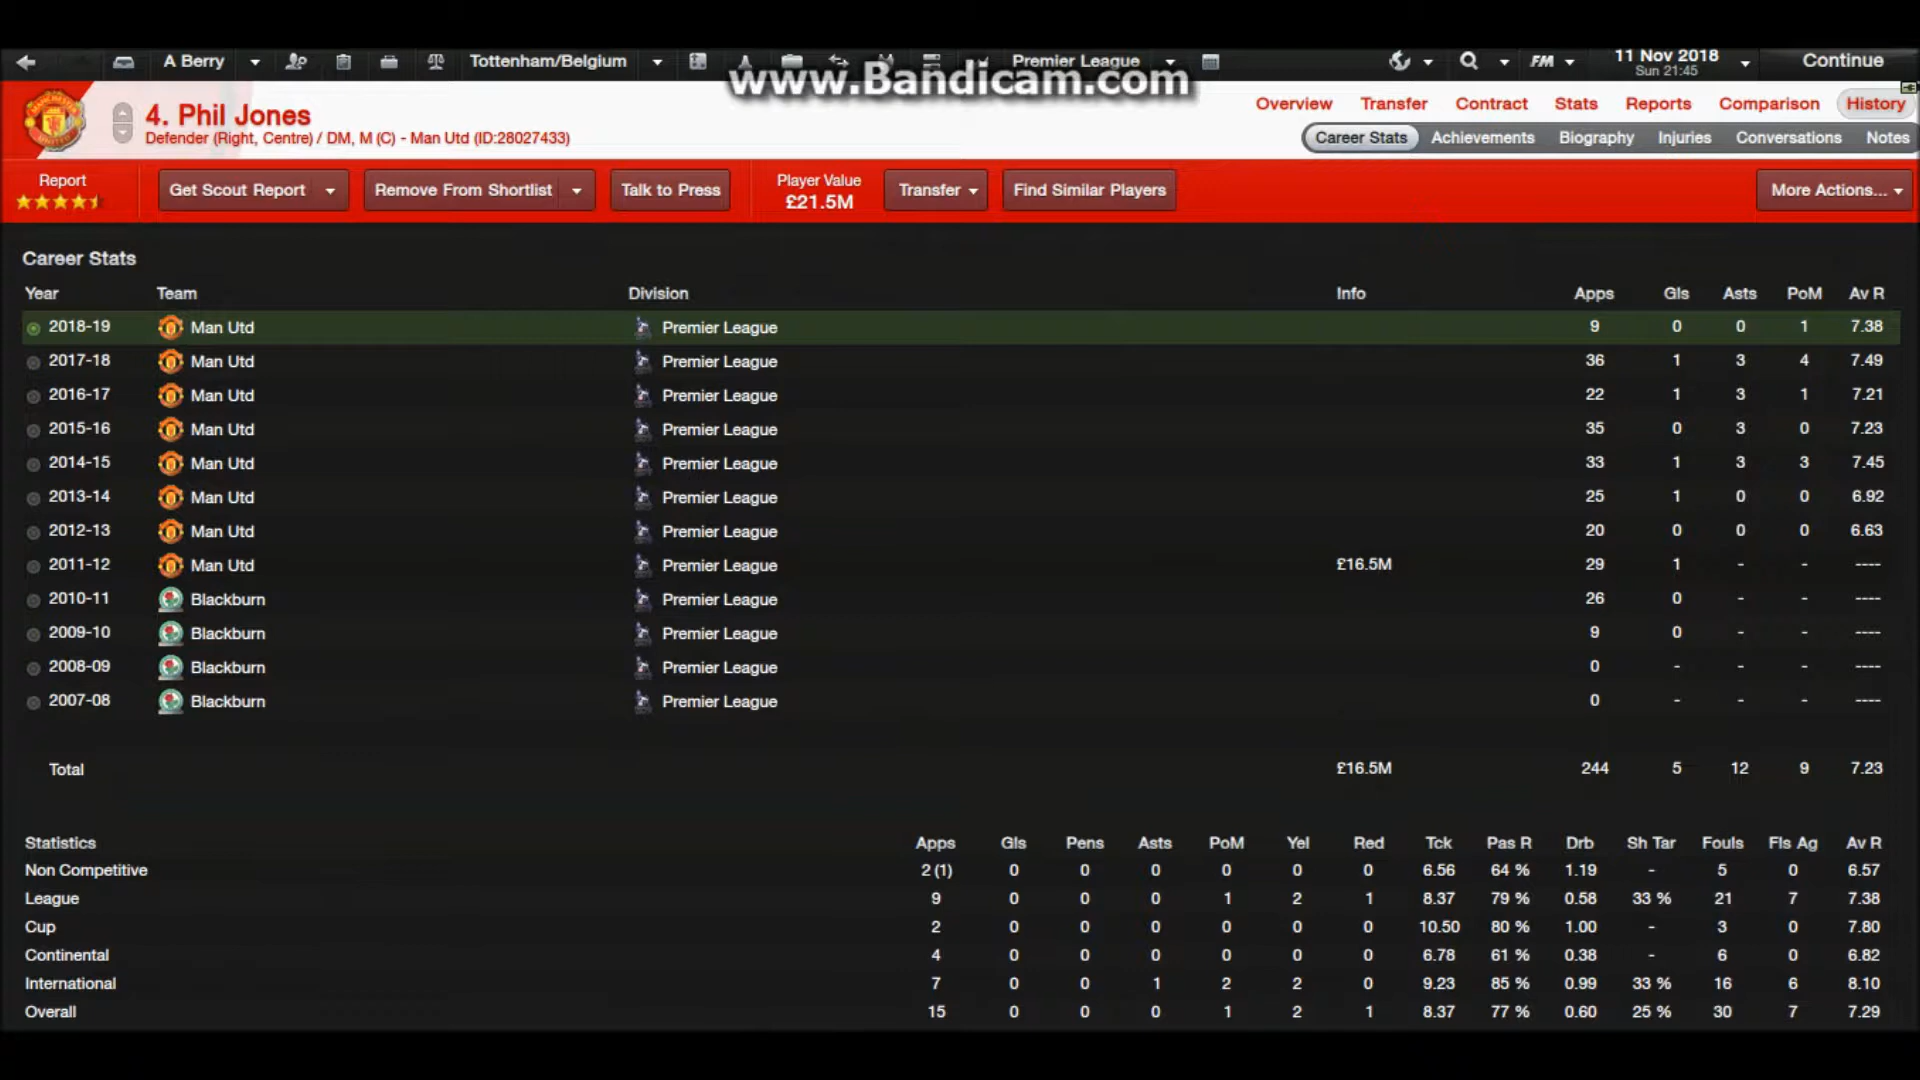 A Berry Tottenham/Belgium Premier League FM 11 Nov 2018 Continue
Sun 21:45
www.Bandicam.com
4. Phil Jones
Defender (Right, Centre) / DM, M (C) - Man Utd (ID:28027433)
Overview Transfer Contract Stats Reports Comparison History
Career Stats Achievements Biography Injuries Conversations Notes
Report
Get Scout Report Remove From Shortlist Talk to Press Player Value £21.5M Transfer Find Similar Players More Actions...
Career Stats
Year Team Division Info Apps Gls Asts PoM Av R
2018-19 Man Utd Premier League 9 0 0 1 7.38
2017-18 Man Utd Premier League 36 1 3 4 7.49
2016-17 Man Utd Premier League 22 1 3 1 7.21
2015-16 Man Utd Premier League 35 0 3 0 7.23
2014-15 Man Utd Premier League 33 1 3 3 7.45
2013-14 Man Utd Premier League 25 1 0 0 6.92
2012-13 Man Utd Premier League 20 0 0 0 6.63
2011-12 Man Utd Premier League £16.5M 29 1 - - ----
2010-11 Blackburn Premier League 26 0 - - ----
2009-10 Blackburn Premier League 9 0 - - ----
2008-09 Blackburn Premier League 0 - - - ----
2007-08 Blackburn Premier League 0 - - - ----
Total £16.5M 244 5 12 9 7.23
Statistics Apps Gls Pens Asts PoM Yel Red Tck Pas R Drb Sh Tar Fouls Fls Ag Av R
Non Competitive 2 (1) 0 0 0 0 0 0 6.56 64 % 1.19 - 5 0 6.57
League 9 0 0 0 1 2 1 8.37 79 % 0.58 33 % 21 7 7.38
Cup 2 0 0 0 0 0 0 10.50 80 % 1.00 - 3 0 7.80
Continental 4 0 0 0 0 0 0 6.78 61 % 0.38 - 6 0 6.82
International 7 0 0 1 2 2 0 9.23 85 % 0.99 33 % 16 6 8.10
Overall 15 0 0 0 1 2 1 8.37 77 % 0.60 25 % 30 7 7.29